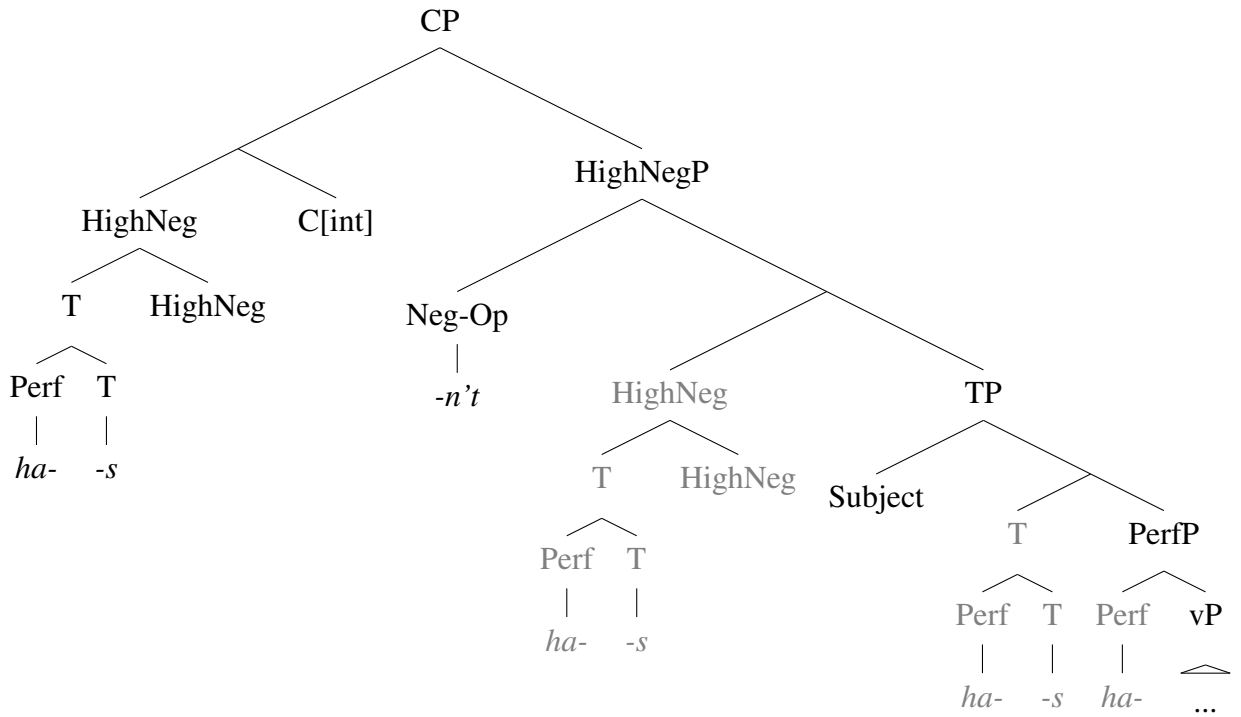 CP
HighNegP
HighNeg C[int]
T HighNeg
Neg-Op
Perf T
-n't
HighNeg TP
ha- -s
T HighNeg
Subject
T PerfP
Perf T
Perf T Perf vP
ha- -s
ha- -s ha- ...